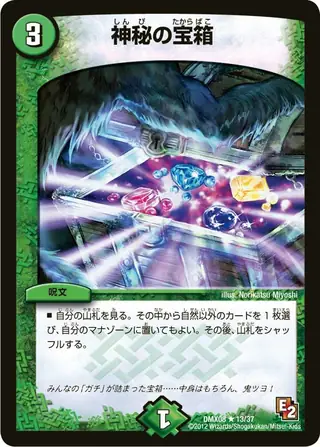 3
しんぴ たからばこ
神秘の宝箱
illus. Norikatsu Miyoshi
呪文
■ 自分の山札を見る。その中から自然以外のカードを1枚選
び、自分のマナゾーンに置いてもよい。その後、山札をシャッ
フルする。
みんなの「ガチ」が詰まった宝箱……中身はもちろん、鬼ツヨ！
1
DMX08 ★ 13/37
©2012 Wizards/Shogakukan/Mitsui-Kids
E2